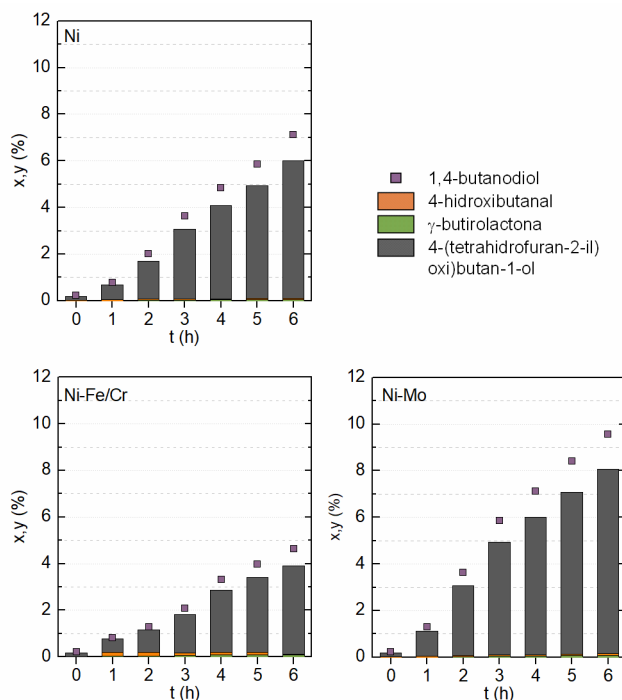 Ni
12
10
8
6
4
2
0
x,y (%)
0 1 2 3 4 5 6
t (h)
1,4-butanodiol
4-hidroxibutanal
γ-butirolactona
4-(tetrahidrofuran-2-il)
oxi)butan-1-ol
Ni-Fe/Cr
12
10
8
6
4
2
0
x,y (%)
0 1 2 3 4 5 6
t (h)
Ni-Mo
12
10
8
6
4
2
0
x,y (%)
0 1 2 3 4 5 6
t (h)